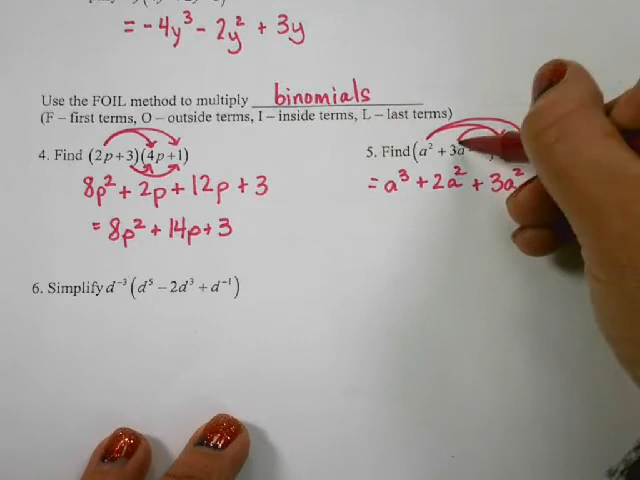 = -4y³ - 2y² + 3y
Use the FOIL method to multiply binomials
(F – first terms, O – outside terms, I – inside terms, L – last terms)
4. Find (2p+3)(4p+1)
8p² + 2p + 12p + 3
= 8p² + 14p + 3
5. Find (a² + 3a
= a³ + 2a² + 3a²
6. Simplify d⁻³(d⁵ − 2d³ + d⁻¹)